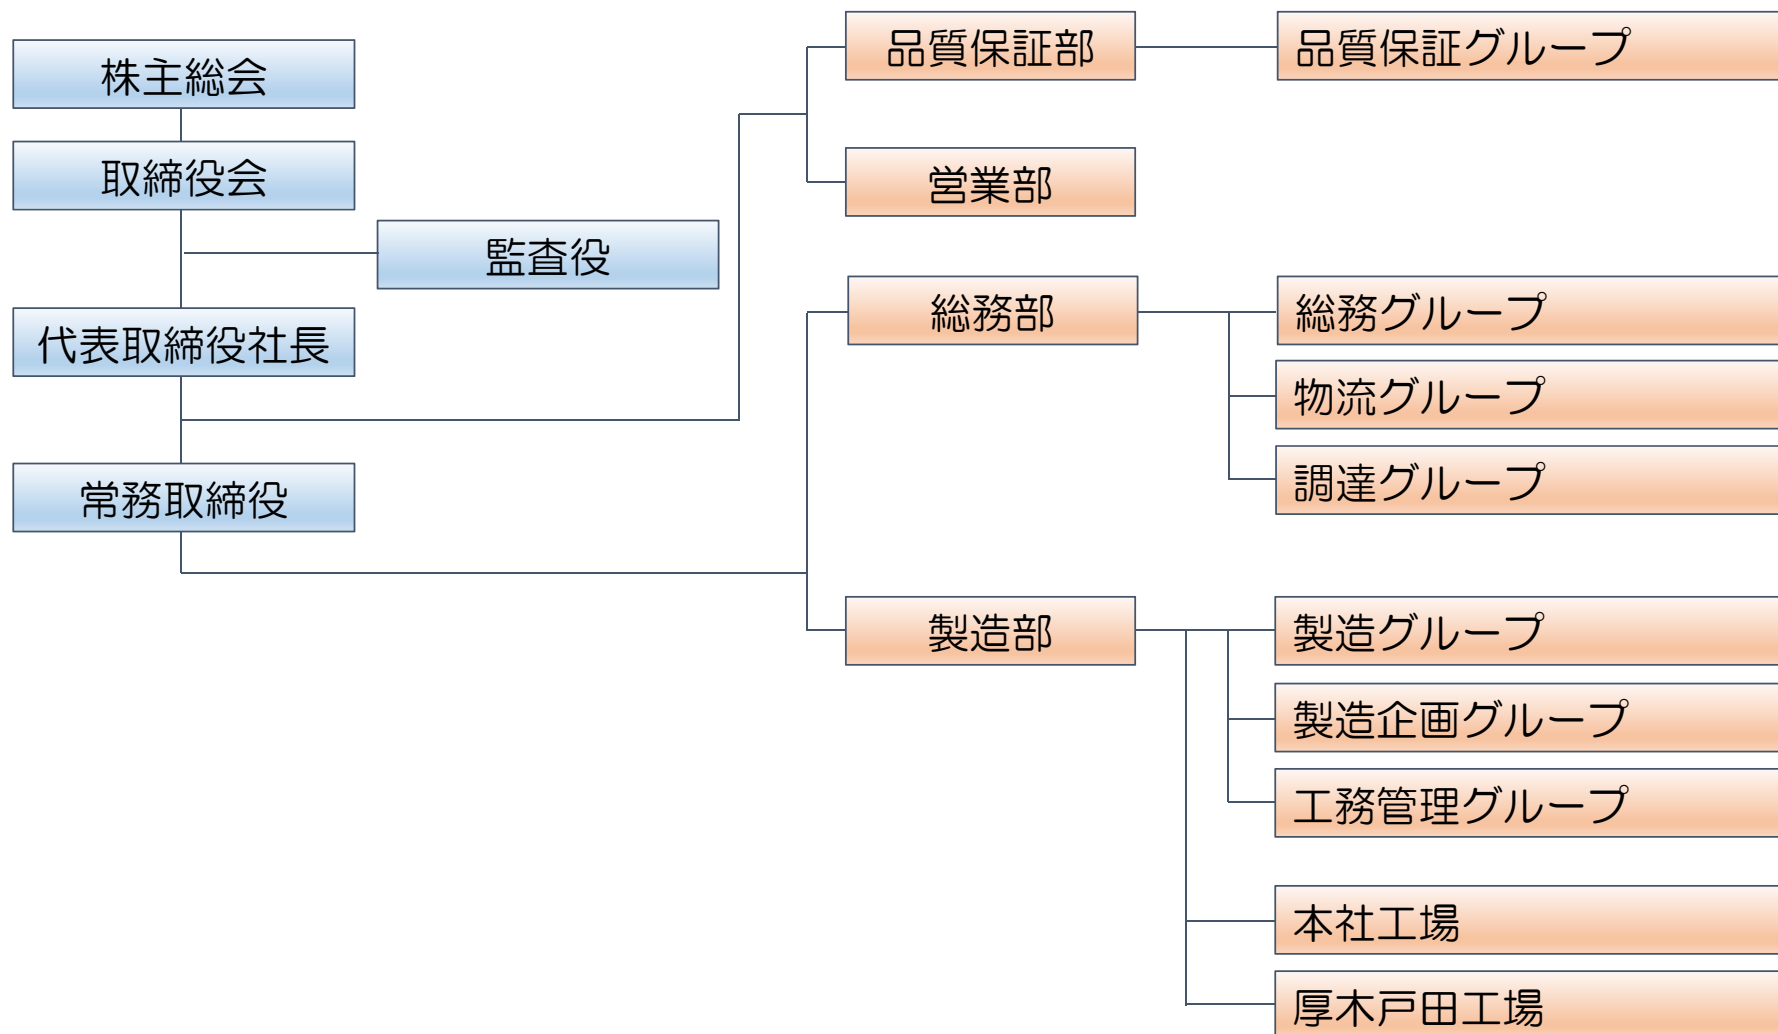 株主総会
取締役会
監査役
代表取締役社長
常務取締役
品質保証部
品質保証グループ
営業部
総務部
総務グループ
物流グループ
調達グループ
製造部
製造グループ
製造企画グループ
工務管理グループ
本社工場
厚木戸田工場